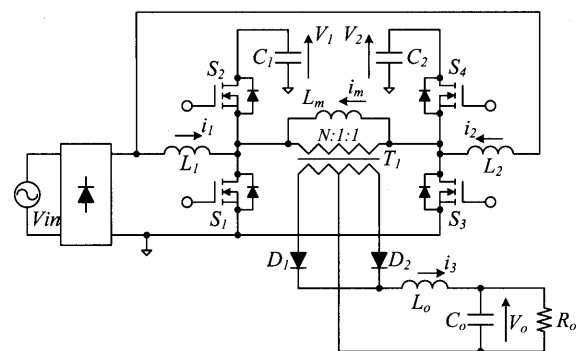 V1 V2
C1 C2
S2 S4
Lm im
i1 N:1:1 i2
L1 T1 L2
Vin S1 S3
D1 D2 i3
Lo
Co Vo Ro